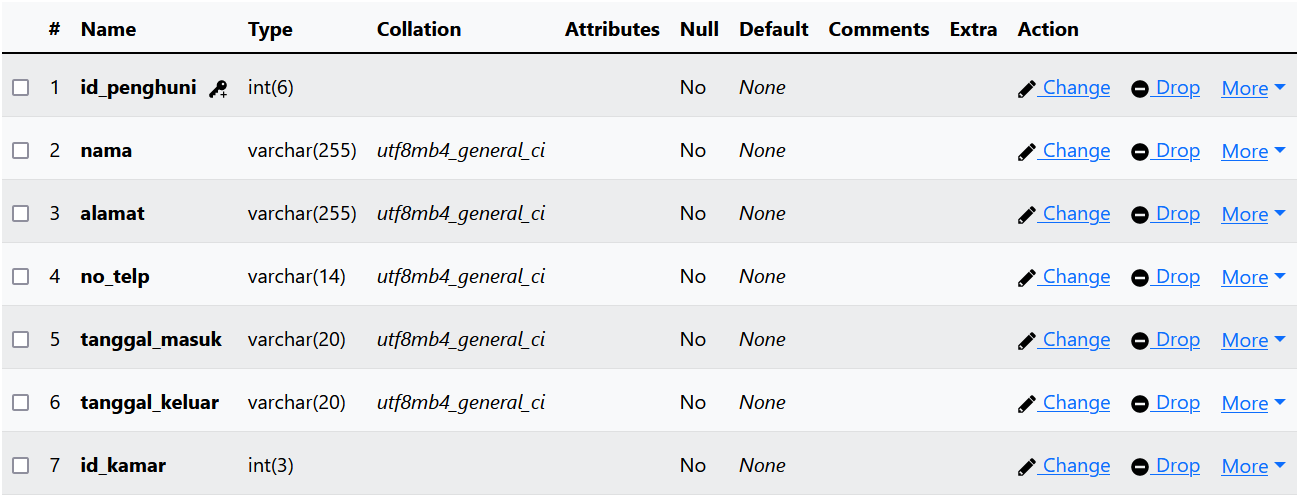 # Name Type Collation Attributes Null Default Comments Extra Action
1 id_penghuni int(6) No None Change Drop More
2 nama varchar(255) utf8mb4_general_ci No None Change Drop More
3 alamat varchar(255) utf8mb4_general_ci No None Change Drop More
4 no_telp varchar(14) utf8mb4_general_ci No None Change Drop More
5 tanggal_masuk varchar(20) utf8mb4_general_ci No None Change Drop More
6 tanggal_keluar varchar(20) utf8mb4_general_ci No None Change Drop More
7 id_kamar int(3) No None Change Drop More